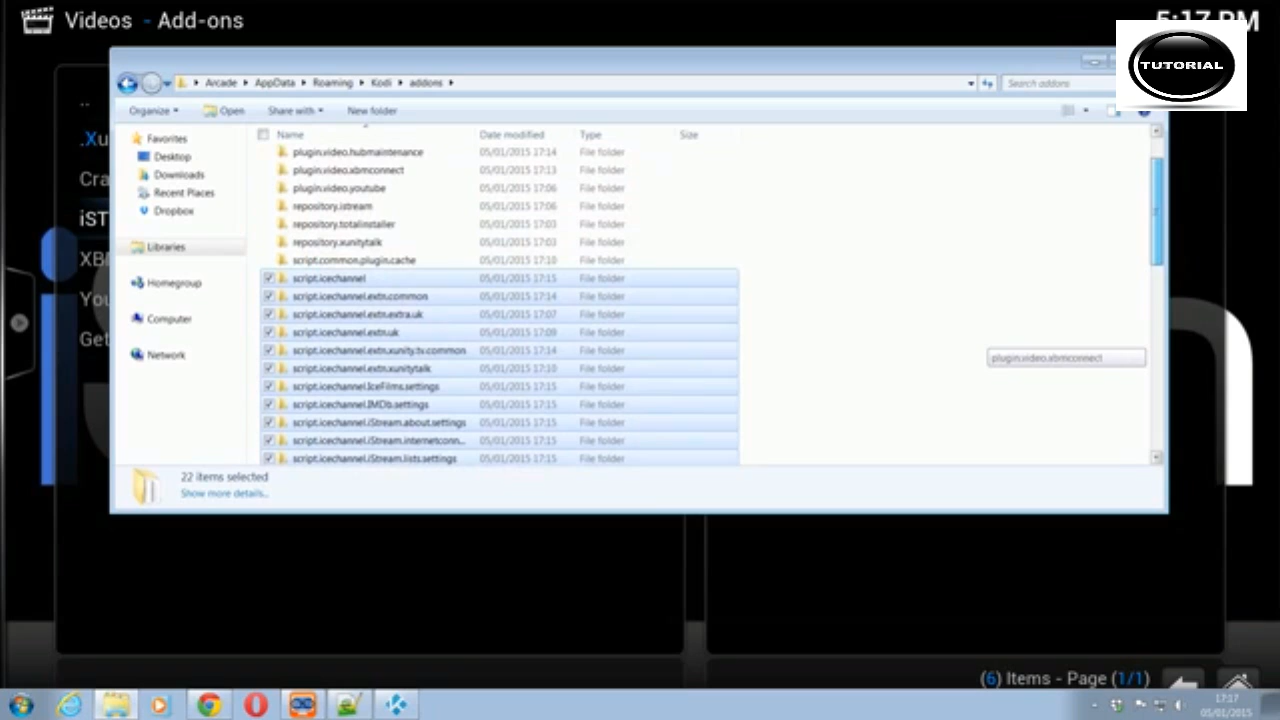 Videos - Add-ons
5:17 PM
TUTORIAL
Arcade AppData Roaming Kodi addons
Search addons
Organize Open Share with New folder
Favorites
Desktop
Downloads
Recent Places
Dropbox
Libraries
Homegroup
Computer
Network
Name Date modified Type Size
plugin.video.hubmaintenance 05/01/2015 17:14 File folder
plugin.video.xbmconnect 05/01/2015 17:13 File folder
plugin.video.youtube 05/01/2015 17:06 File folder
repository.istream 05/01/2015 17:06 File folder
repository.totalinstaller 05/01/2015 17:03 File folder
repository.xunitytalk 05/01/2015 17:03 File folder
script.common.plugin.cache 05/01/2015 17:10 File folder
script.icechannel 05/01/2015 17:15 File folder
script.icechannel.extn.common 05/01/2015 17:14 File folder
script.icechannel.extn.extra.uk 05/01/2015 17:07 File folder
script.icechannel.extn.uk 05/01/2015 17:09 File folder
script.icechannel.extn.xunity.tv.common 05/01/2015 17:14 File folder
script.icechannel.extn.xunitytalk 05/01/2015 17:10 File folder
script.icechannel.IceFilms.settings 05/01/2015 17:15 File folder
script.icechannel.IMDb.settings 05/01/2015 17:15 File folder
script.icechannel.iStream.about.settings 05/01/2015 17:15 File folder
script.icechannel.iStream.internetconn... 05/01/2015 17:15 File folder
script.icechannel.iStream.lists.settings 05/01/2015 17:15 File folder
plugin.video.xbmconnect
22 items selected
Show more details...
..
.Xu
Cra
iST
XB
You
Get
(6) Items - Page (1/1)
17:17
05/01/2015